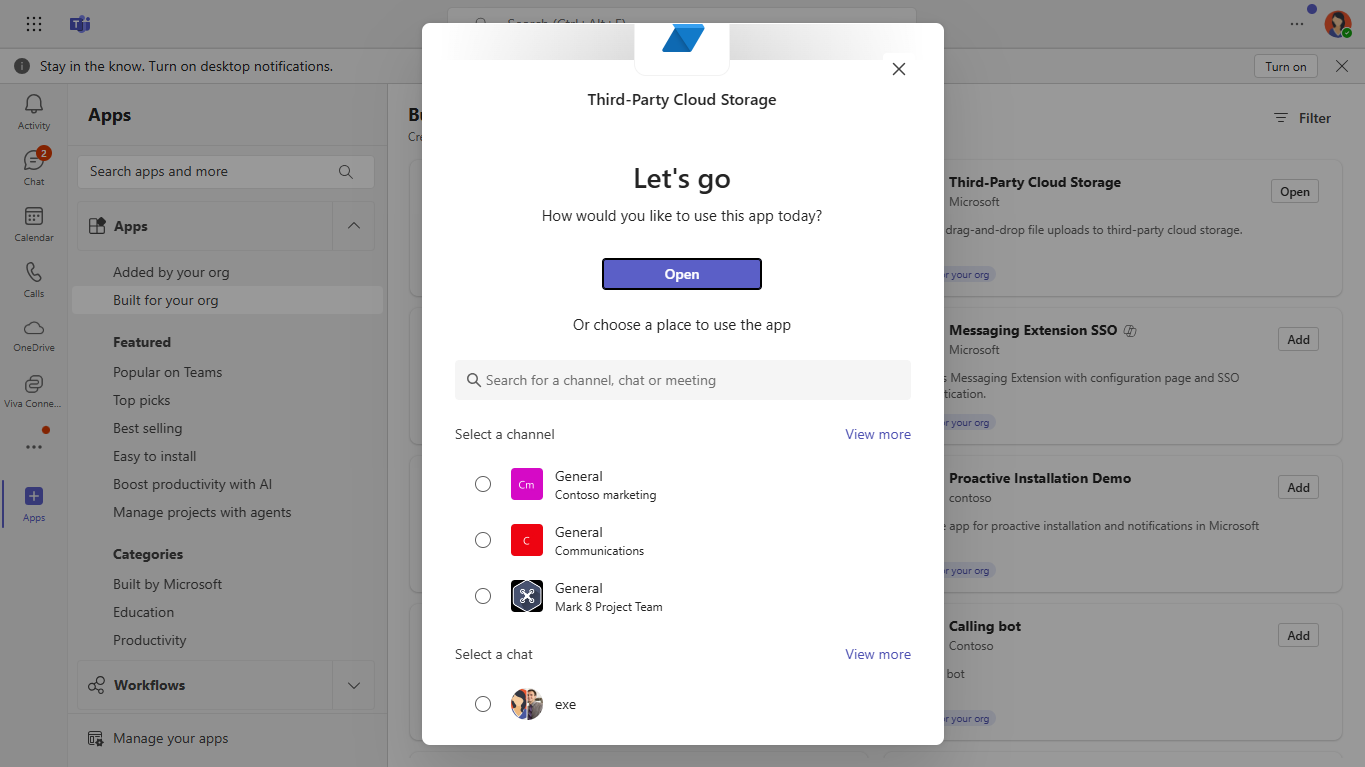 Search (Ctrl+Alt+E)
Stay in the know. Turn on desktop notifications.
Turn on
Activity
2
Chat
Calendar
Calls
OneDrive
Viva Conne...
Apps
Apps
Search apps and more
Apps
Added by your org
Built for your org
Featured
Popular on Teams
Top picks
Best selling
Easy to install
Boost productivity with AI
Manage projects with agents
Categories
Built by Microsoft
Education
Productivity
Workflows
Manage your apps
Third-Party Cloud Storage
Let's go
How would you like to use this app today?
Open
Or choose a place to use the app
Search for a channel, chat or meeting
Select a channel
View more
Cm
General
Contoso marketing
C
General
Communications
General
Mark 8 Project Team
Select a chat
View more
exe
Filter
Third-Party Cloud Storage
Microsoft
Open
drag-and-drop file uploads to third-party cloud storage.
your org
Messaging Extension SSO
Microsoft
Add
Messaging Extension with configuration page and SSO
your org
Proactive Installation Demo
contoso
Add
app for proactive installation and notifications in Microsoft
your org
Calling bot
Contoso
Add
bot
your org